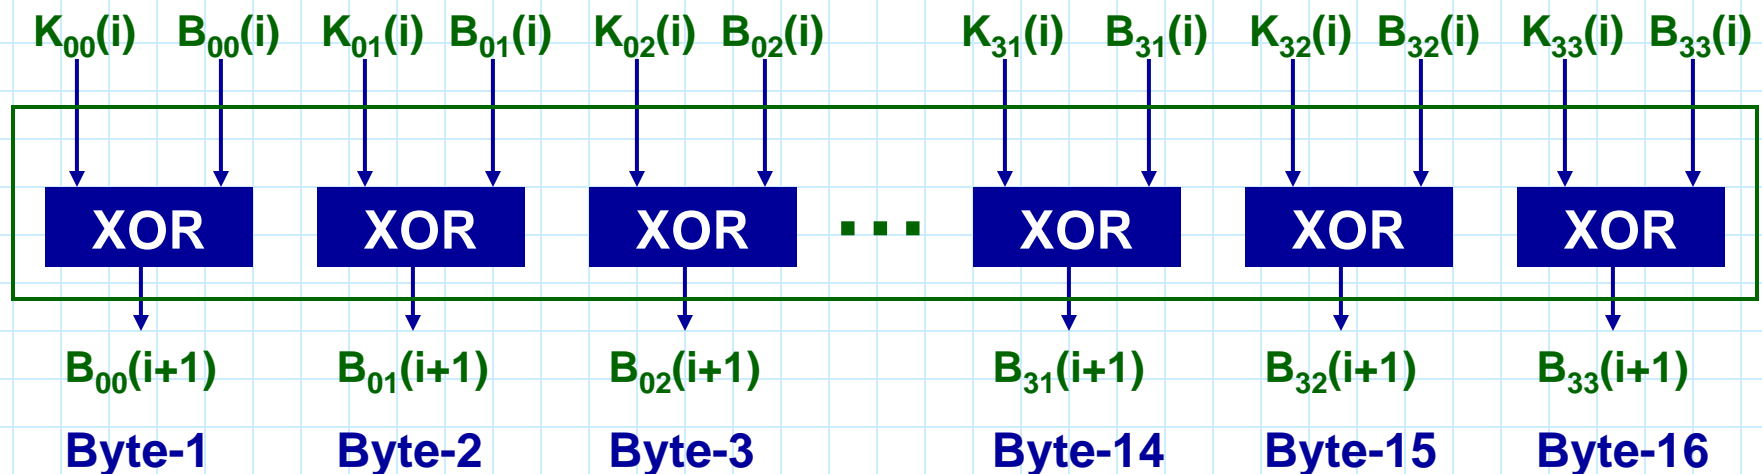 K₀₀(i) B₀₀(i) K₀₁(i) B₀₁(i) K₀₂(i) B₀₂(i) K₃₁(i) B₃₁(i) K₃₂(i) B₃₂(i) K₃₃(i) B₃₃(i)
XOR XOR XOR ... XOR XOR XOR
B₀₀(i+1) B₀₁(i+1) B₀₂(i+1) B₃₁(i+1) B₃₂(i+1) B₃₃(i+1)
Byte-1 Byte-2 Byte-3 Byte-14 Byte-15 Byte-16